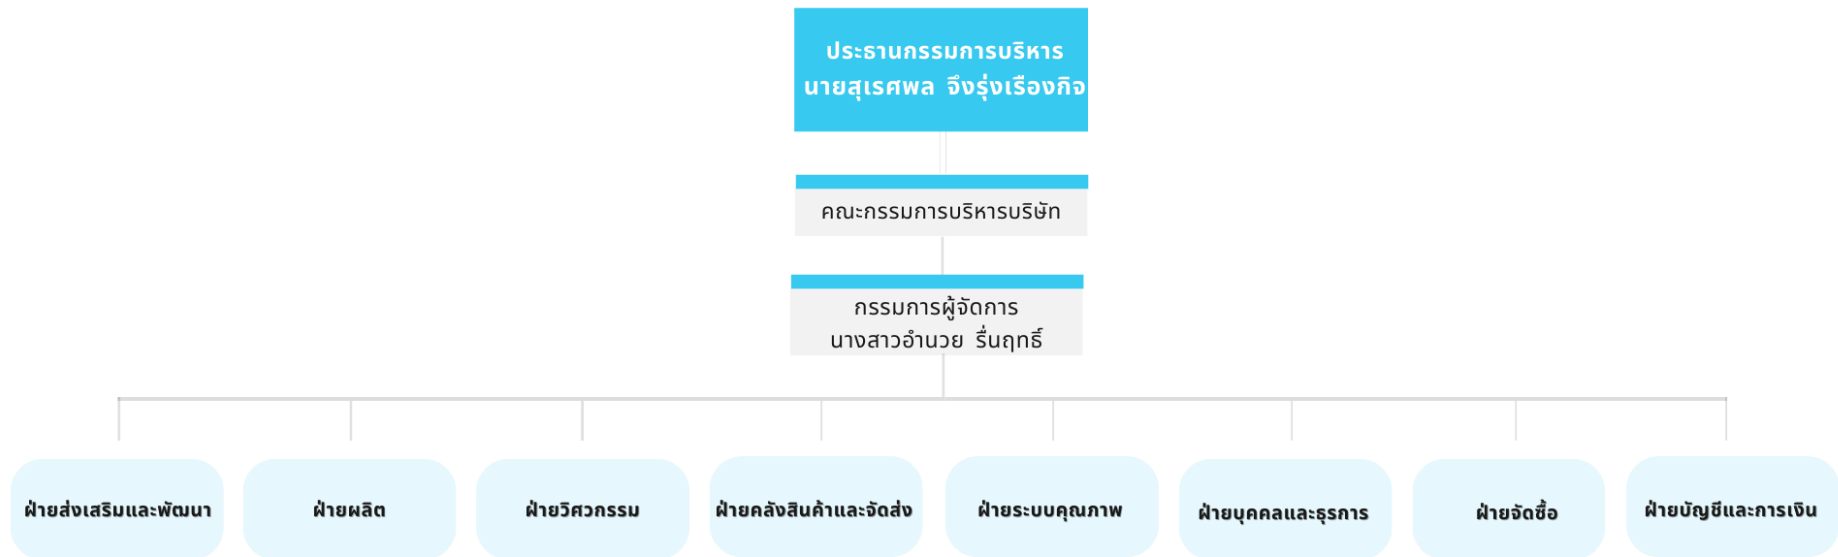 ประธานกรรมการบริหาร
นายสุเรศพล จึงรุ่งเรืองกิจ
คณะกรรมการบริหารบริษัท
กรรมการผู้จัดการ
นางสาวอำนวย รื่นฤทธิ์
ฝ่ายส่งเสริมและพัฒนา
ฝ่ายผลิต
ฝ่ายวิศวกรรม
ฝ่ายคลังสินค้าและจัดส่ง
ฝ่ายระบบคุณภาพ
ฝ่ายบุคคลและธุรการ
ฝ่ายจัดซื้อ
ฝ่ายบัญชีและการเงิน